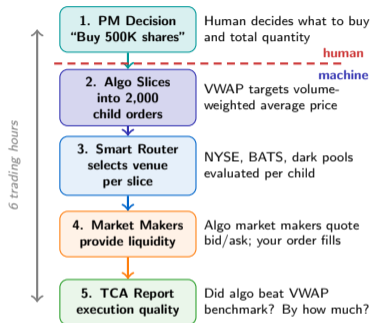 1. PM Decision
“Buy 500K shares”
Human decides what to buy
and total quantity
human
machine
2. Algo Slices
into 2,000
child orders
VWAP targets volume-
weighted average price
3. Smart Router
selects venue
per slice
NYSE, BATS, dark pools
evaluated per child
4. Market Makers
provide liquidity
Algo market makers quote
bid/ask; your order fills
5. TCA Report
execution quality
Did algo beat VWAP
benchmark? By how much?
6 trading hours